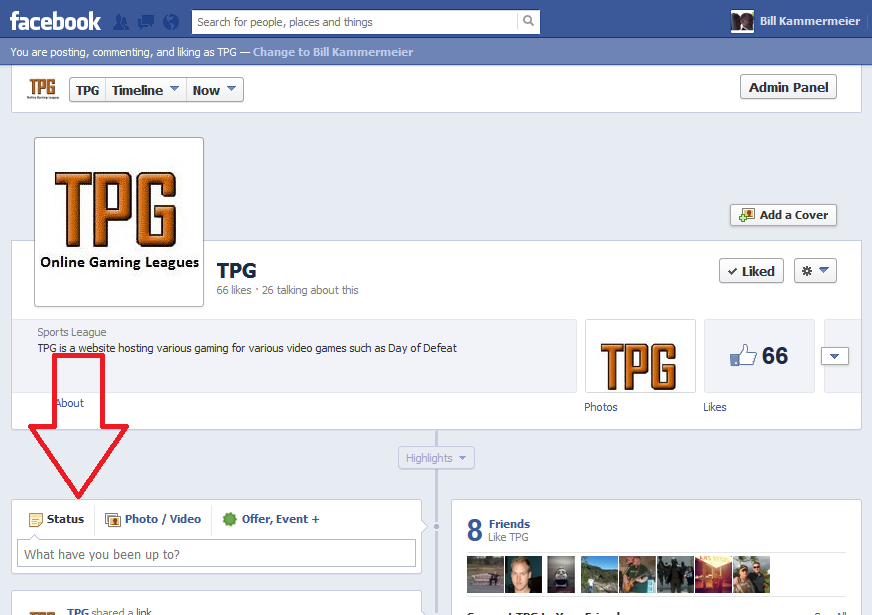 facebook
Search for people, places and things
Bill Kammermeier
You are posting, commenting, and liking as TPG — Change to Bill Kammermeier
TPG
Online Gaming Leagues
TPG Timeline Now
Admin Panel
TPG
Online Gaming Leagues
Add a Cover
TPG
66 likes · 26 talking about this
Liked
Sports League
TPG is a website hosting various gaming for various video games such as Day of Defeat
About
TPG
Photos
66
Likes
Highlights
Status Photo / Video Offer, Event +
What have you been up to?
8 Friends
Like TPG
TPG shared a link